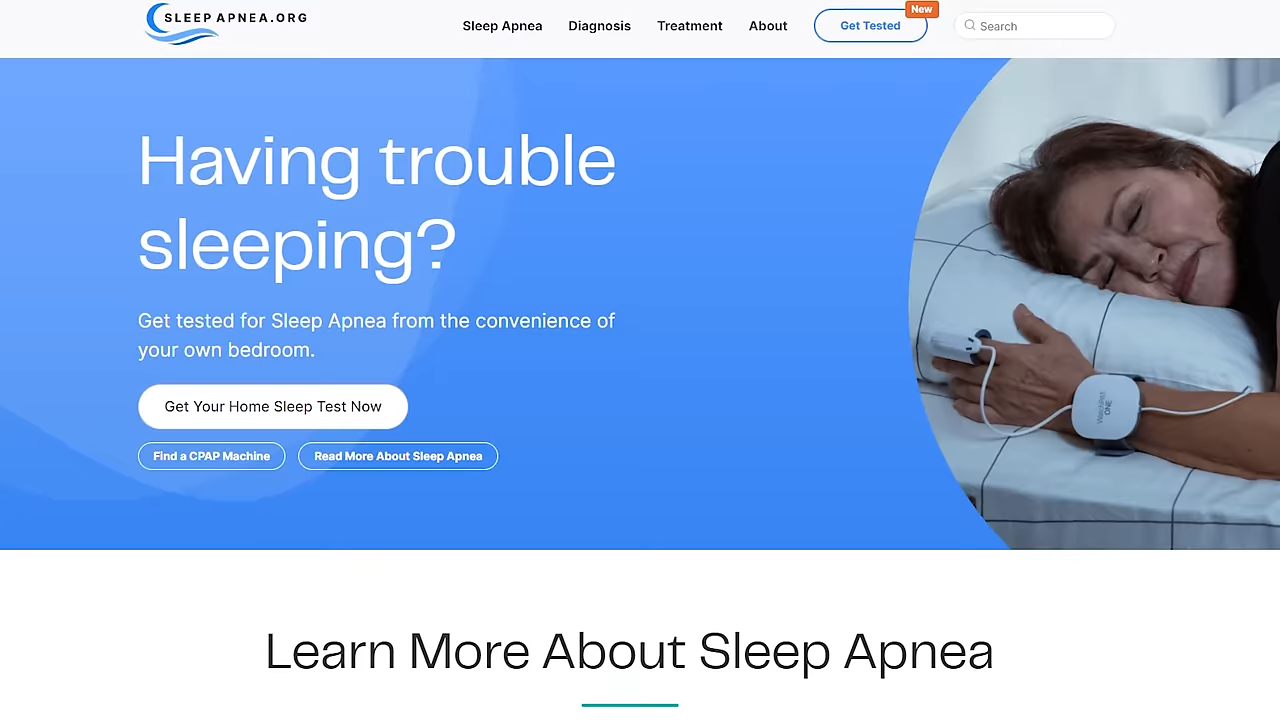 SLEEP APNEA.ORG
Sleep Apnea Diagnosis Treatment About Get Tested New Search
Having trouble
sleeping?
Get tested for Sleep Apnea from the convenience of
your own bedroom.
Get Your Home Sleep Test Now
Find a CPAP Machine Read More About Sleep Apnea
WatchPAT
ONE
Learn More About Sleep Apnea